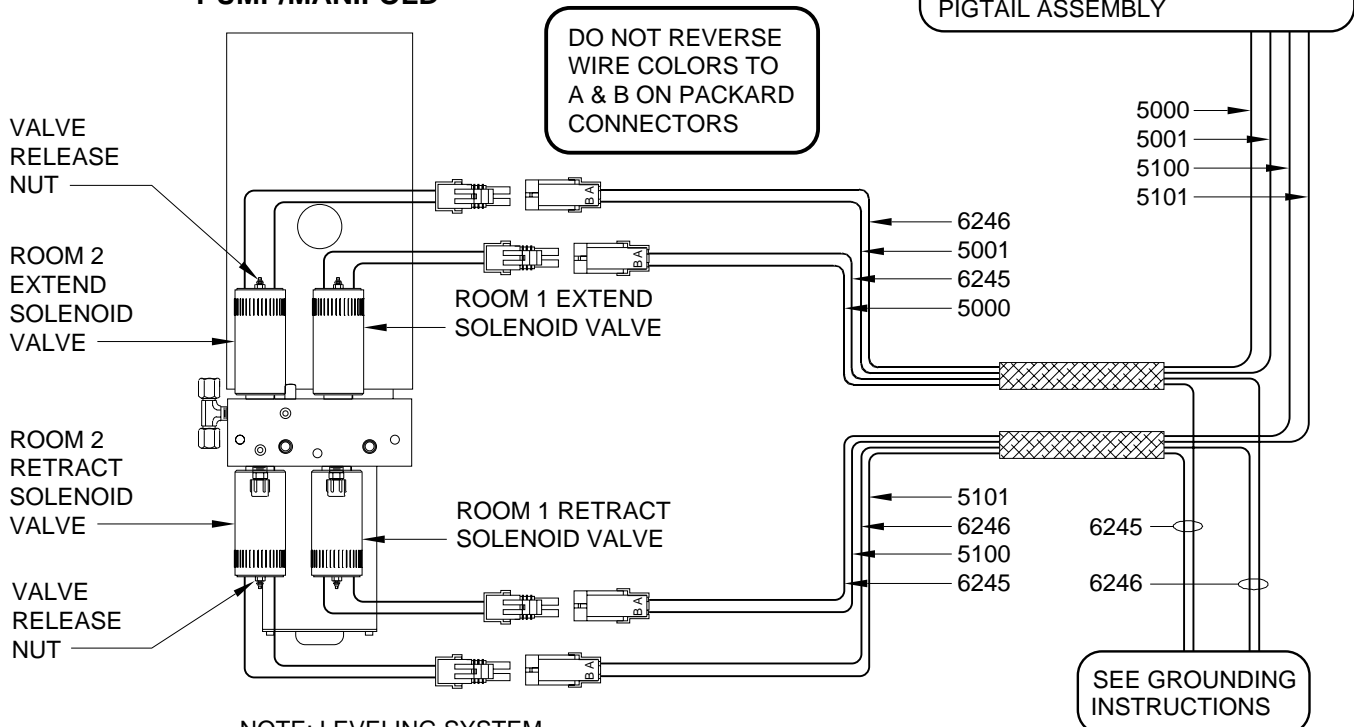 PUMP/MANIFOLD
PIGTAIL ASSEMBLY
DO NOT REVERSE
WIRE COLORS TO
A & B ON PACKARD
CONNECTORS
5000
5001
5100
5101
VALVE
RELEASE
NUT
B A
6246
5001
6245
5000
B A
ROOM 2
EXTEND
SOLENOID
VALVE
ROOM 1 EXTEND
SOLENOID VALVE
ROOM 2
RETRACT
SOLENOID
VALVE
ROOM 1 RETRACT
SOLENOID VALVE
5101
6246
5100
6245
6245
6246
VALVE
RELEASE
NUT
B A
B A
SEE GROUNDING
INSTRUCTIONS
NOTE: LEVELING SYSTEM